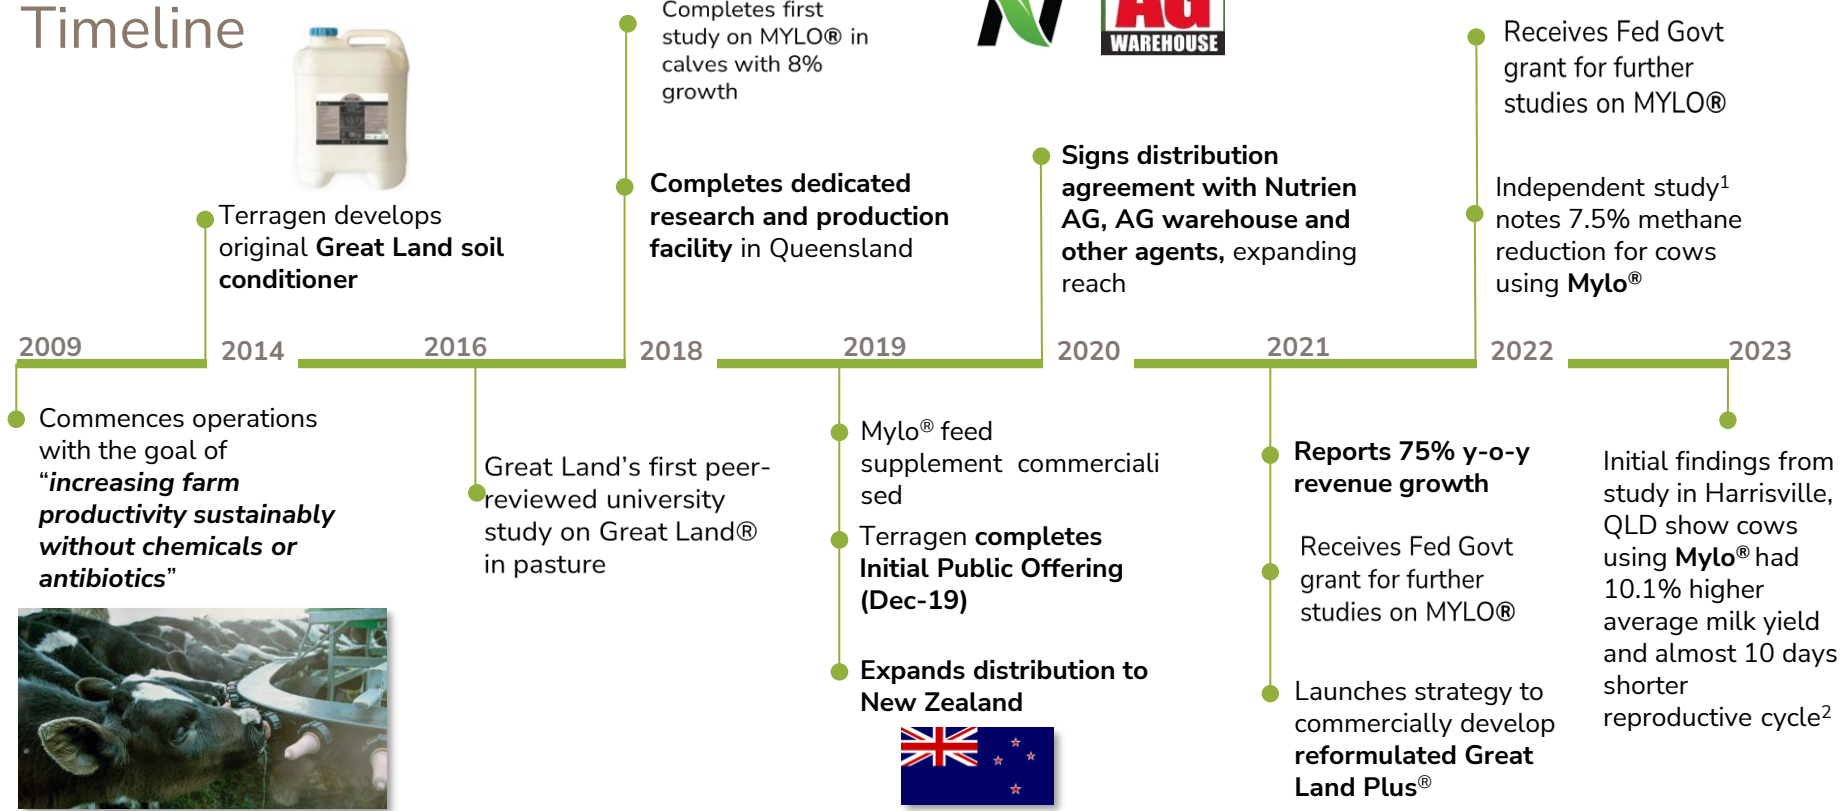 Timeline
Completes first
study on MYLO® in
calves with 8%
growth
AG
WAREHOUSE
Receives Fed Govt
grant for further
studies on MYLO®
Terragen develops
original Great Land soil
conditioner
Completes dedicated
research and production
facility in Queensland
Signs distribution
agreement with Nutrien
AG, AG warehouse and
other agents, expanding
reach
Independent study¹
notes 7.5% methane
reduction for cows
using Mylo®
2009
2014
2016
2018
2019
2020
2021
2022
2023
Commences operations
with the goal of
“increasing farm
productivity sustainably
without chemicals or
antibiotics”
Great Land’s first peer-
reviewed university
study on Great Land®
in pasture
Mylo® feed
supplement commerciali
sed
Terragen completes
Initial Public Offering
(Dec-19)
Expands distribution to
New Zealand
Reports 75% y-o-y
revenue growth
Receives Fed Govt
grant for further
studies on MYLO®
Launches strategy to
commercially develop
reformulated Great
Land Plus®
Initial findings from
study in Harrisville,
QLD show cows
using Mylo® had
10.1% higher
average milk yield
and almost 10 days
shorter
reproductive cycle²